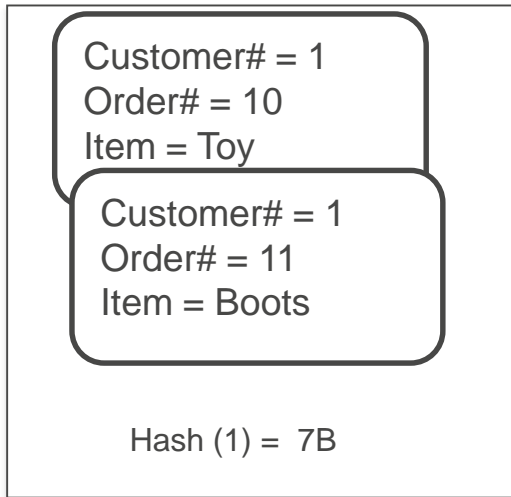 Customer# = 1
Order# = 10
Item = Toy
Customer# = 1
Order# = 11
Item = Boots
Hash (1) = 7B